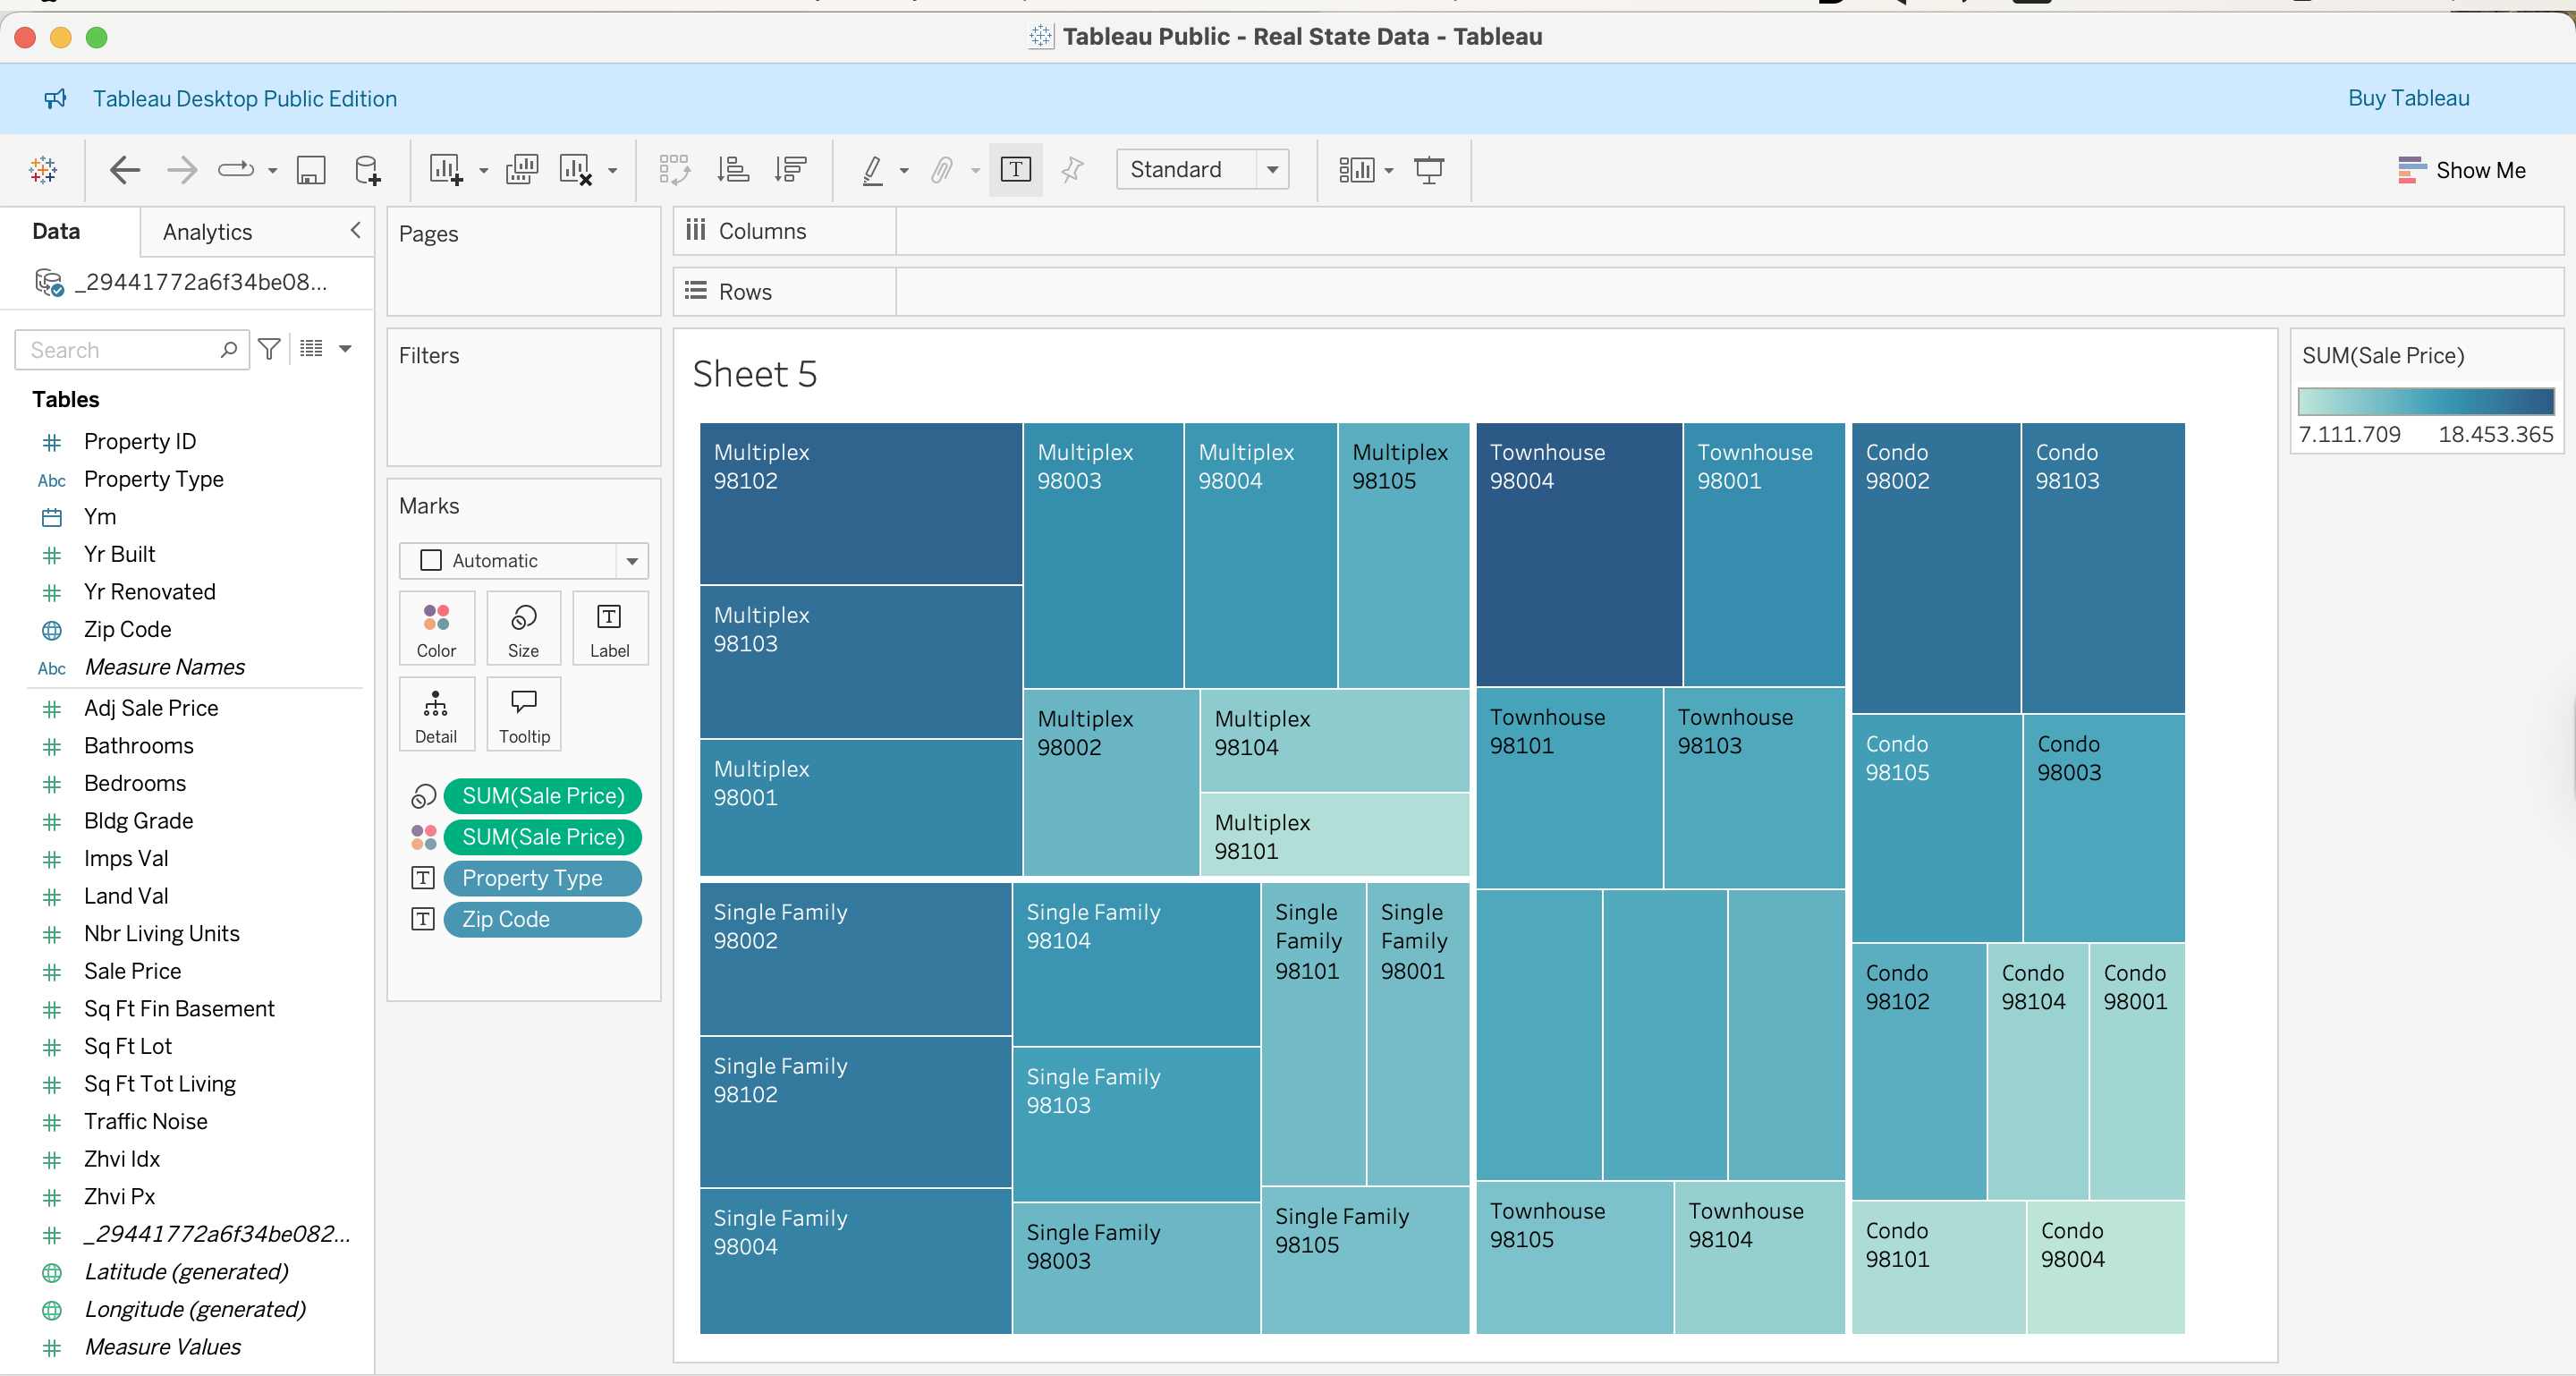 Tableau Public - Real State Data - Tableau
Tableau Desktop Public Edition
Buy Tableau
Standard
Show Me
Data
Analytics
_29441772a6f34be08...
Search
Tables
Property ID
Abc Property Type
Ym
Yr Built
Yr Renovated
Zip Code
Abc Measure Names
Adj Sale Price
Bathrooms
Bedrooms
Bldg Grade
Imps Val
Land Val
Nbr Living Units
Sale Price
Sq Ft Fin Basement
Sq Ft Lot
Sq Ft Tot Living
Traffic Noise
Zhvi Idx
Zhvi Px
_29441772a6f34be082...
Latitude (generated)
Longitude (generated)
Measure Values
Pages
Filters
Marks
Automatic
Color
Size
T
Label
Detail
Tooltip
SUM(Sale Price)
SUM(Sale Price)
T Property Type
T Zip Code
Columns
Rows
Sheet 5
Multiplex
98102
Multiplex
98103
Multiplex
98001
Multiplex
98003
Multiplex
98004
Multiplex
98105
Multiplex
98002
Multiplex
98104
Multiplex
98101
Single Family
98002
Single Family
98102
Single Family
98004
Single Family
98104
Single Family
98103
Single Family
98003
Single
Family
98101
Single
Family
98001
Single Family
98105
Townhouse
98004
Townhouse
98001
Townhouse
98101
Townhouse
98103
Townhouse
98105
Townhouse
98104
Condo
98002
Condo
98103
Condo
98105
Condo
98003
Condo
98102
Condo
98104
Condo
98001
Condo
98101
Condo
98004
SUM(Sale Price)
7.111.709 18.453.365